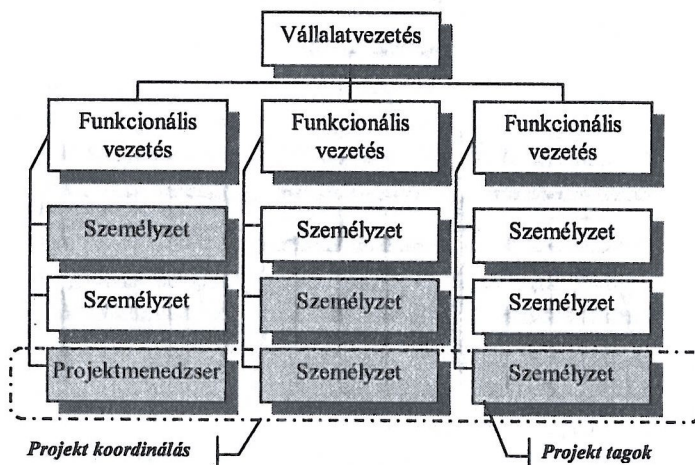 Vállalatvezetés
Funkcionális
vezetés
Funkcionális
vezetés
Funkcionális
vezetés
Személyzet
Személyzet
Személyzet
Személyzet
Személyzet
Személyzet
Projektmenedzser
Személyzet
Személyzet
Projekt koordinálás
Projekt tagok